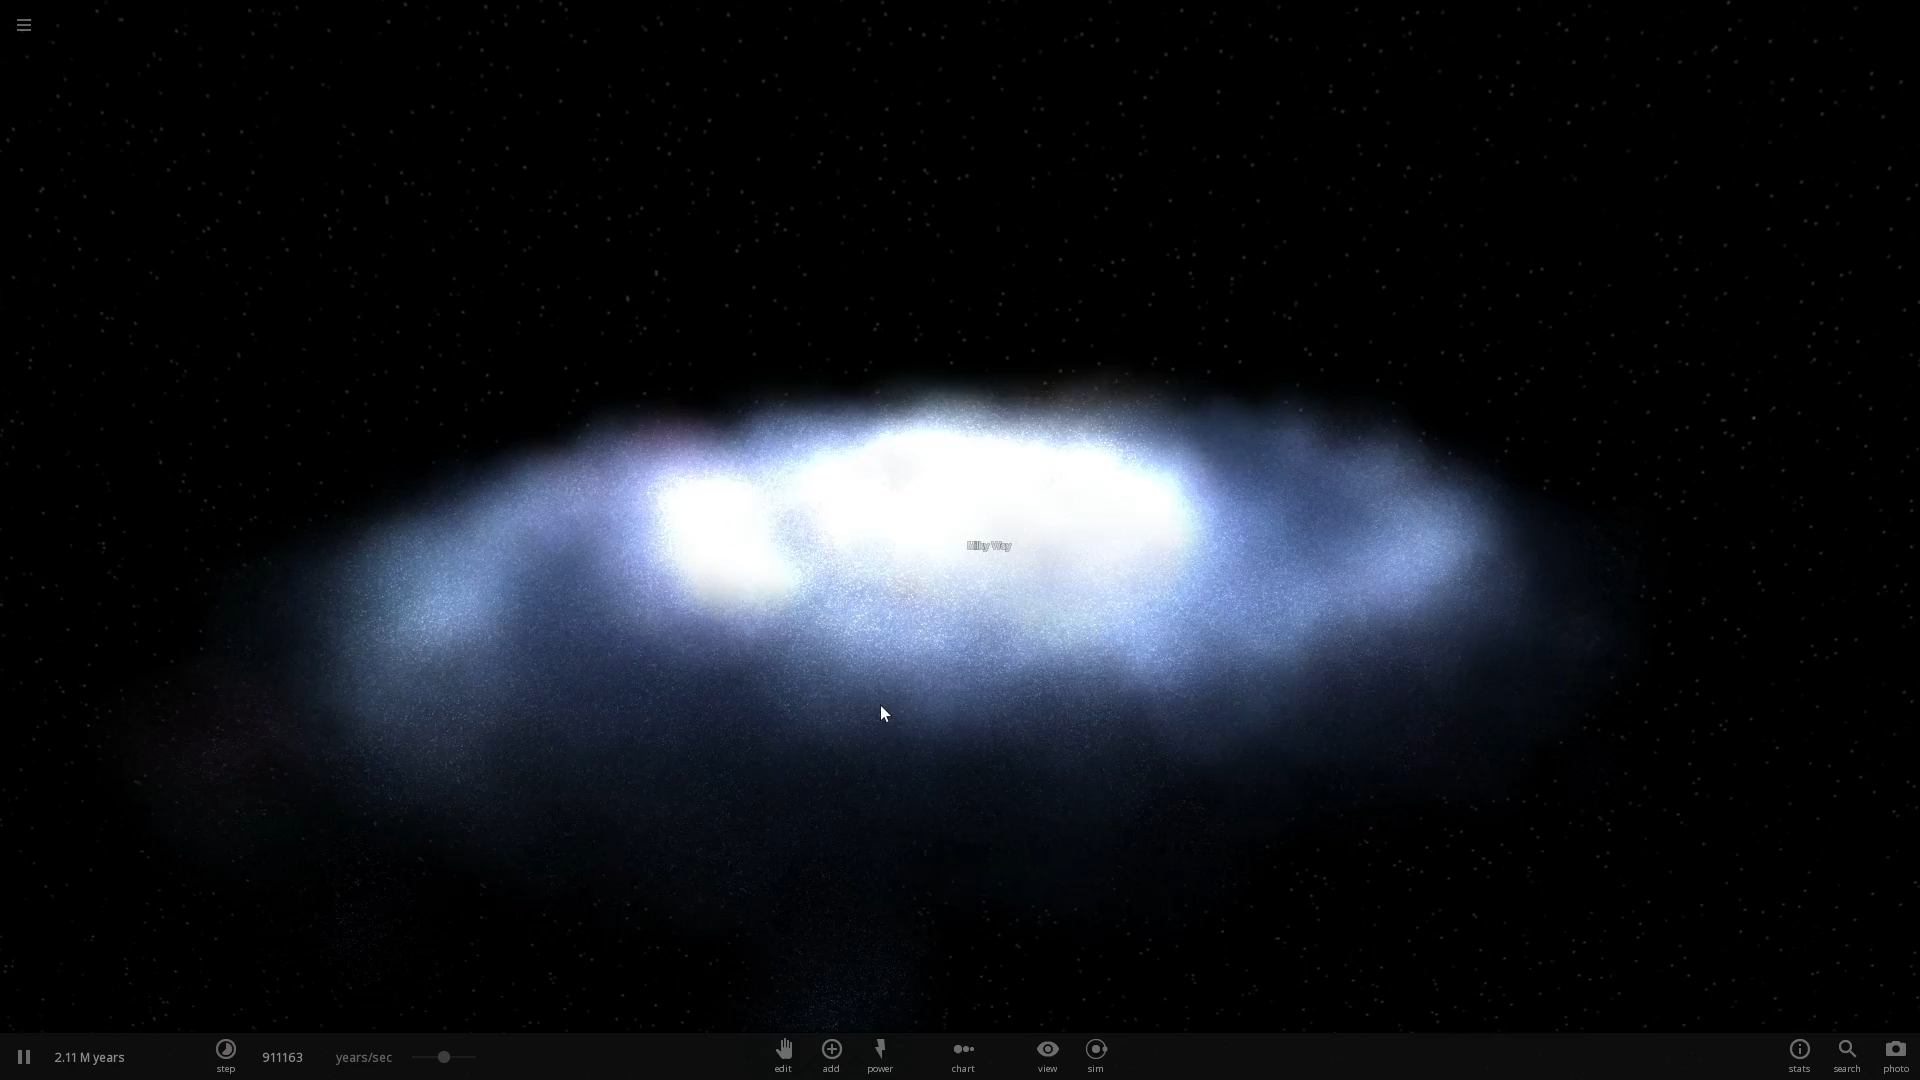 Milky Way
2.11 M years
step
911163
years/sec
edit
add
power
chart
view
sim
stats
search
photo